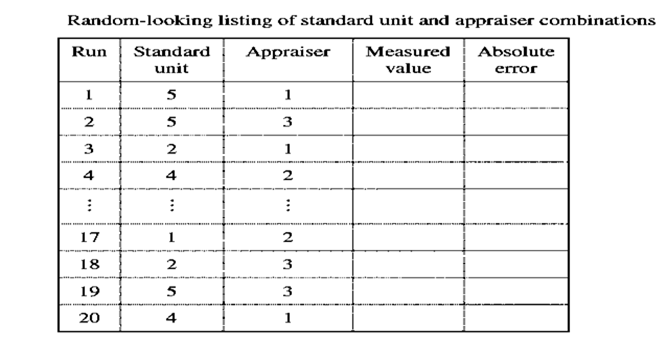 Random-looking listing of standard unit and appraiser combinations
Run Standard unit Appraiser Measured value Absolute error
1 5 1
2 5 3
3 2 1
4 4 2
⋮ ⋮ ⋮
17 1 2
18 2 3
19 5 3
20 4 1